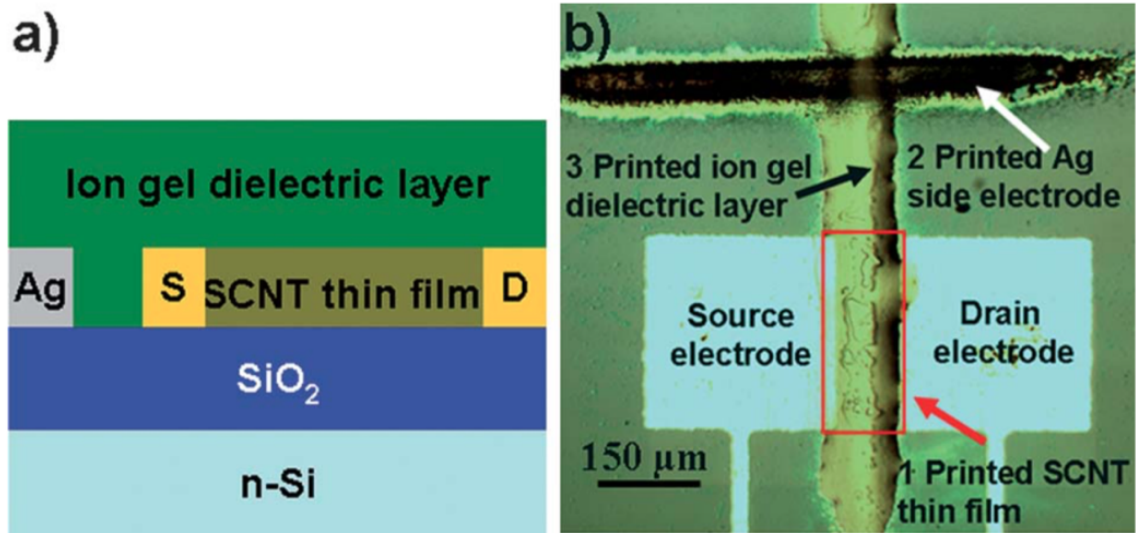 a)
Ion gel dielectric layer
Ag
S
SCNT thin film
D
SiO₂
n-Si
b)
3 Printed ion gel
dielectric layer
2 Printed Ag
side electrode
Source
electrode
Drain
electrode
150 µm
1 Printed SCNT
thin film